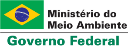 Ministério do
Meio Ambiente
Governo Federal